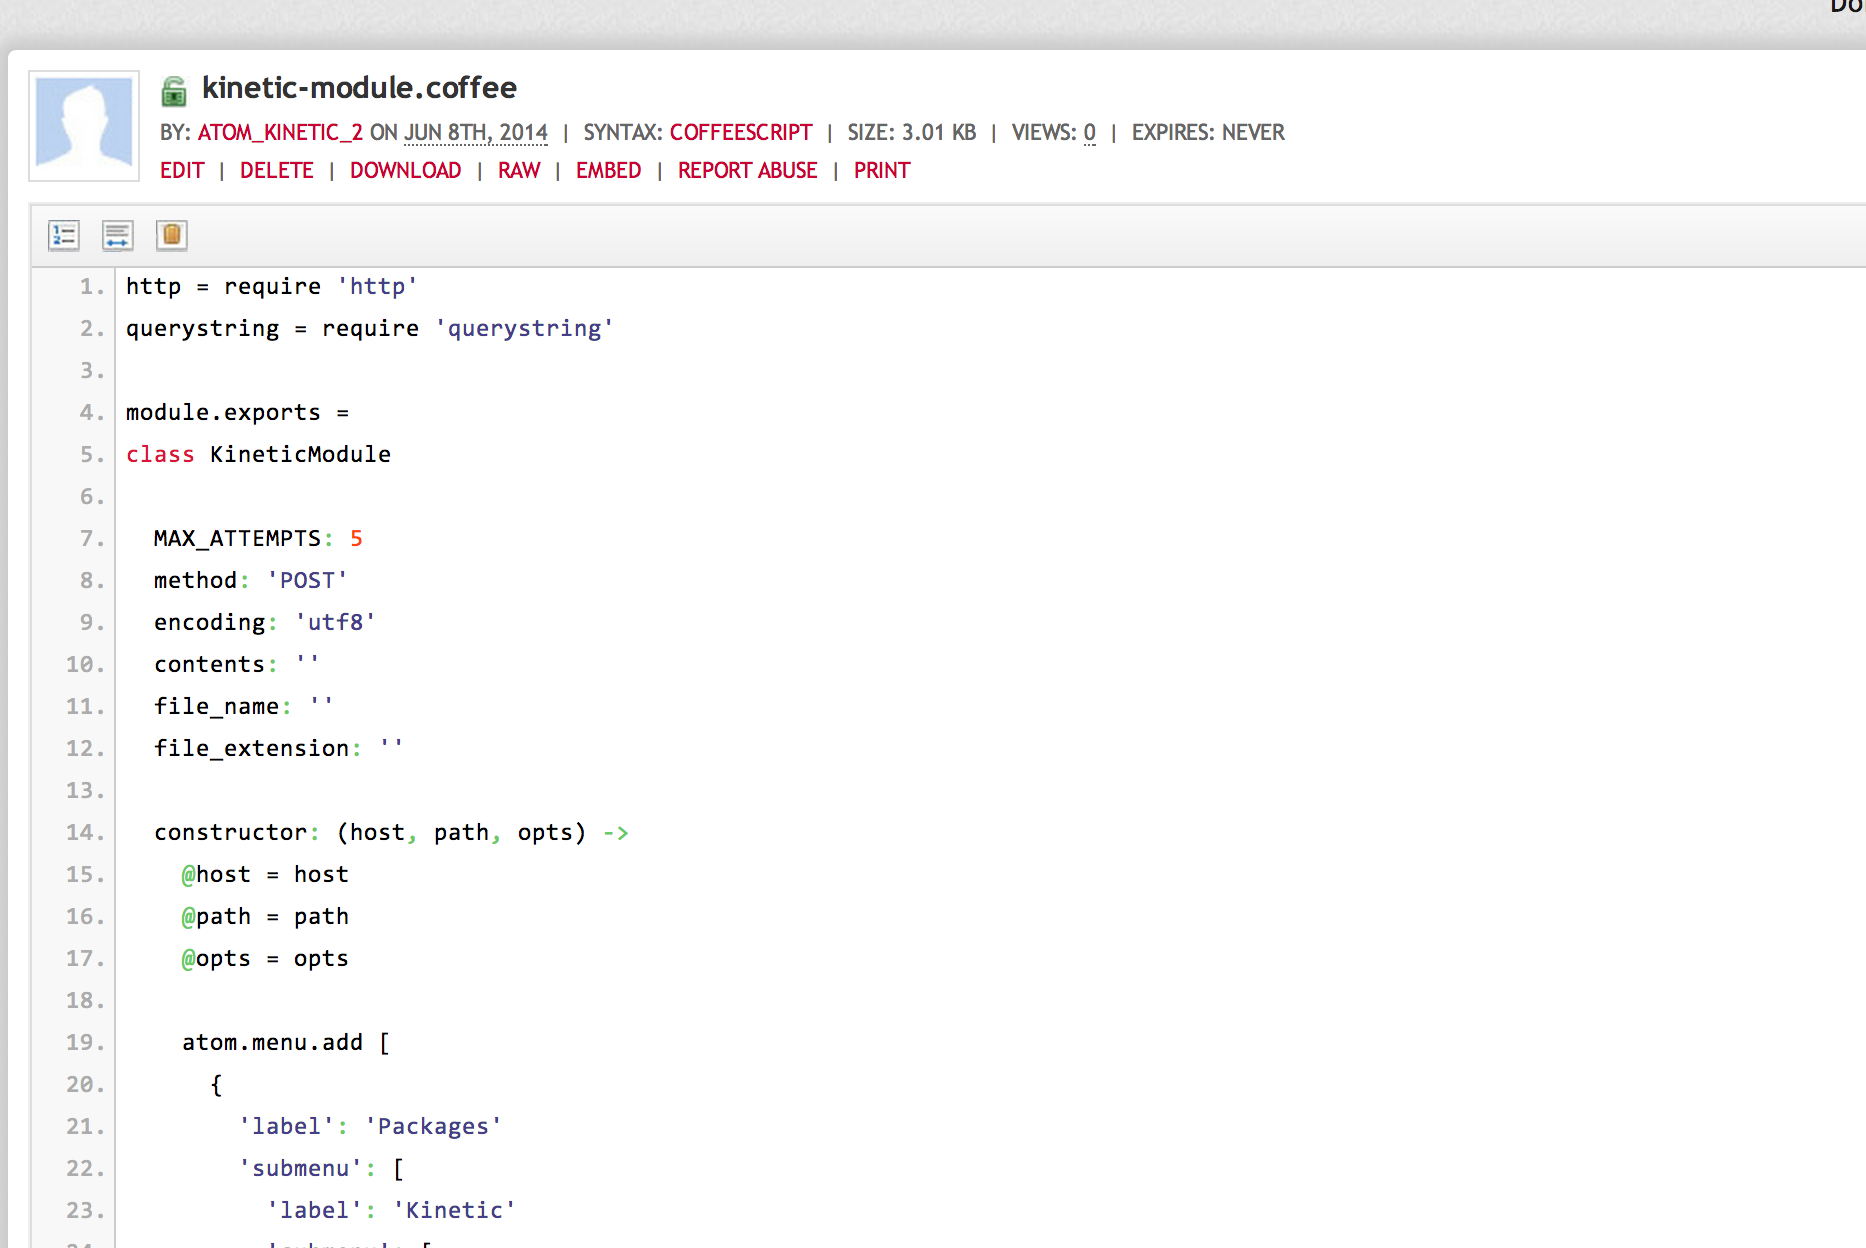 kinetic-module.coffee
BY: ATOM_KINETIC_2 ON JUN 8TH, 2014 | SYNTAX: COFFEESCRIPT | SIZE: 3.01 KB | VIEWS: 0 | EXPIRES: NEVER
EDIT | DELETE | DOWNLOAD | RAW | EMBED | REPORT ABUSE | PRINT
1. http = require 'http'
2. querystring = require 'querystring'
3.
4. module.exports =
5. class KineticModule
6.
7.   MAX_ATTEMPTS: 5
8.   method: 'POST'
9.   encoding: 'utf8'
10.   contents: ''
11.   file_name: ''
12.   file_extension: ''
13.
14.   constructor: (host, path, opts) ->
15.     @host = host
16.     @path = path
17.     @opts = opts
18.
19.     atom.menu.add [
20.       {
21.         'label': 'Packages'
22.         'submenu': [
23.           'label': 'Kinetic'